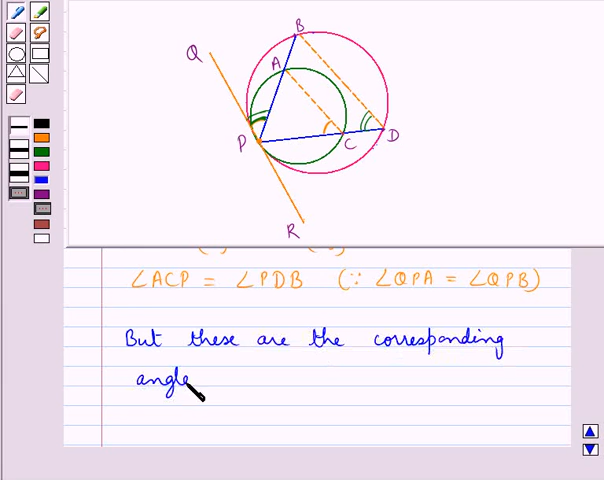 B
Q
A
P
C
D
R
∠ACP = ∠PDB (∵ ∠QPA = ∠QPB)
But these are the corresponding
angle